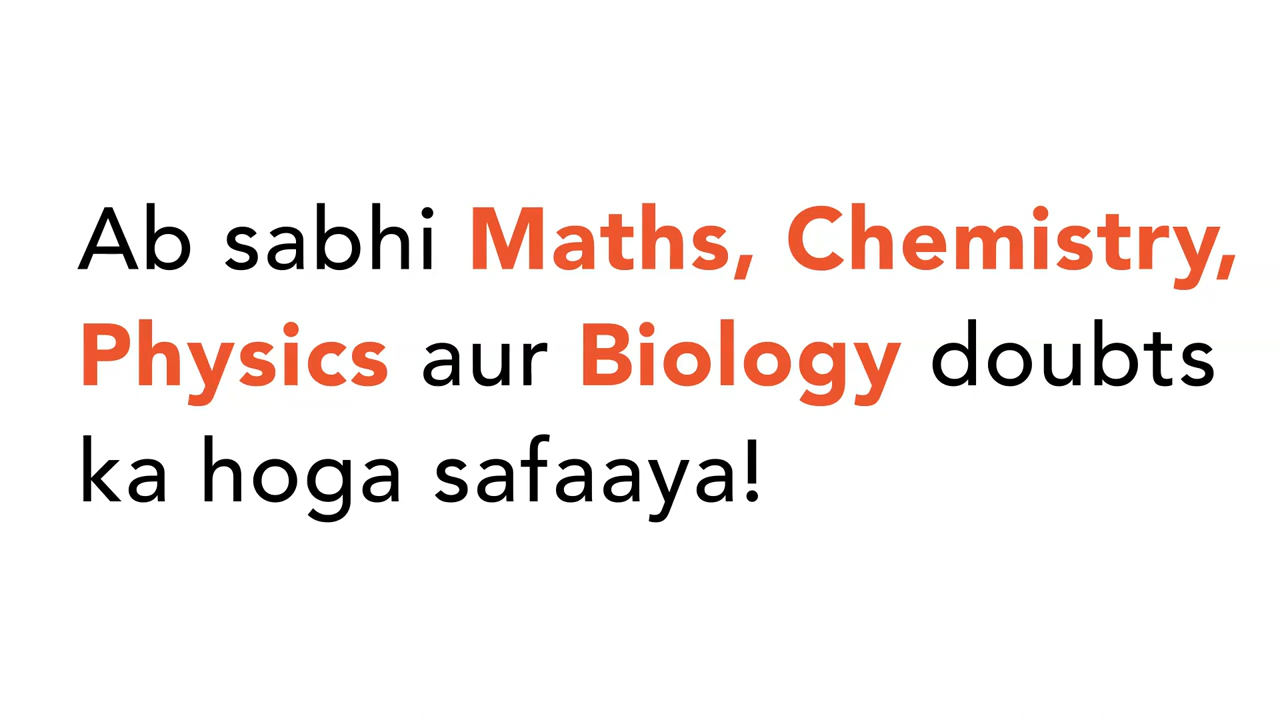 Ab sabhi Maths, Chemistry,
Physics aur Biology doubts
ka hoga safaaya!